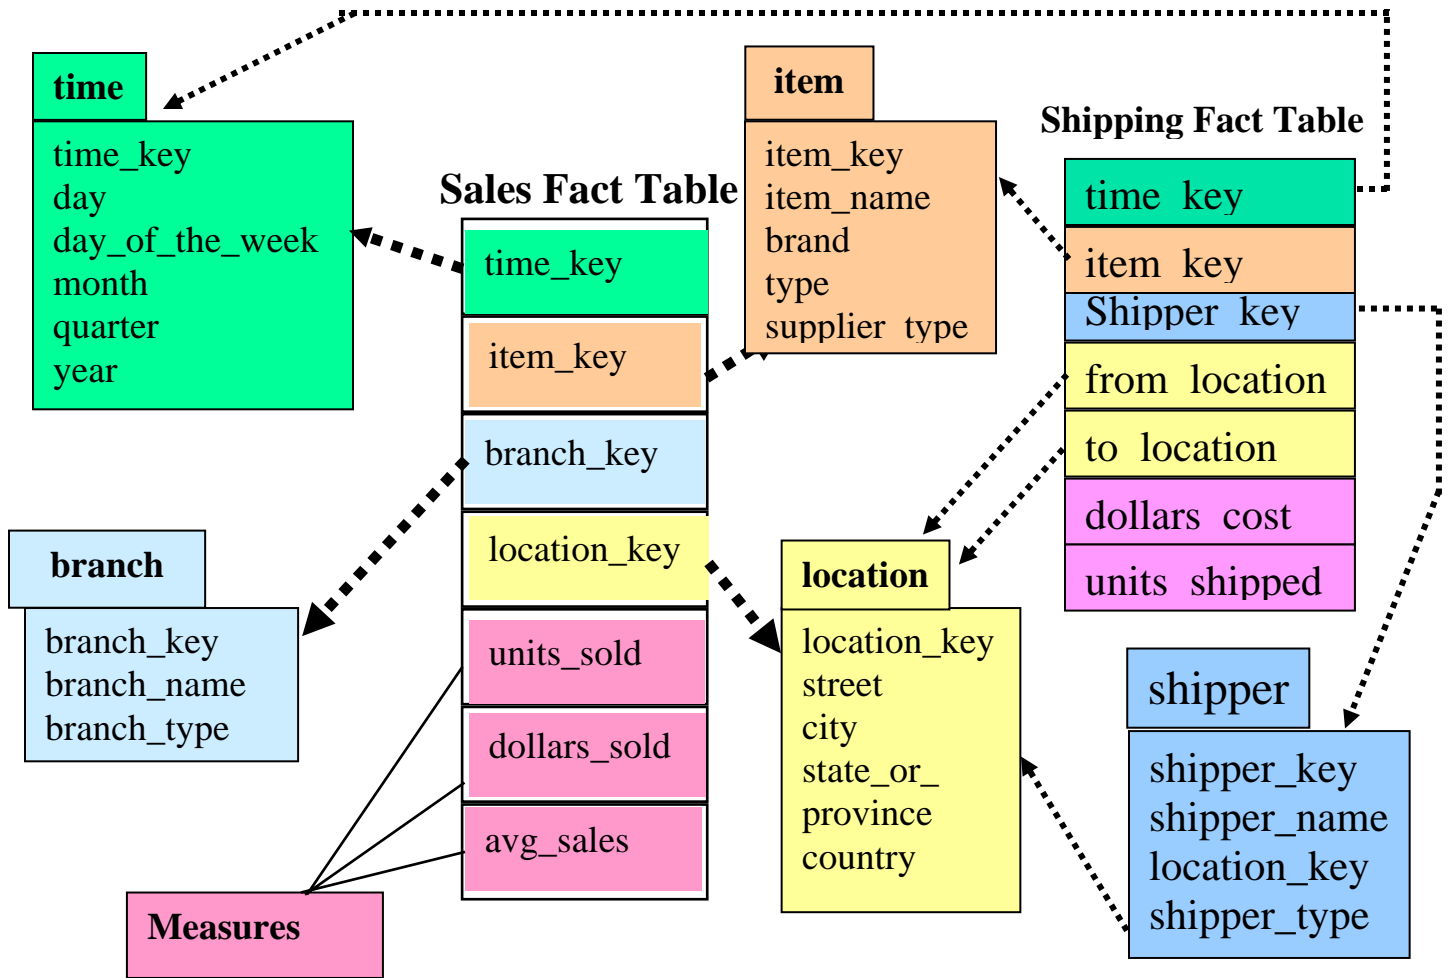 time
time_key
day
day_of_the_week
month
quarter
year
Sales Fact Table
time_key
item_key
branch_key
location_key
units_sold
dollars_sold
avg_sales
item
item_key
item_name
brand
type
supplier_type
Shipping Fact Table
time_key
item_key
Shipper_key
from_location
to_location
dollars_cost
units_shipped
branch
branch_key
branch_name
branch_type
location
location_key
street
city
state_or_
province
country
shipper
shipper_key
shipper_name
location_key
shipper_type
Measures